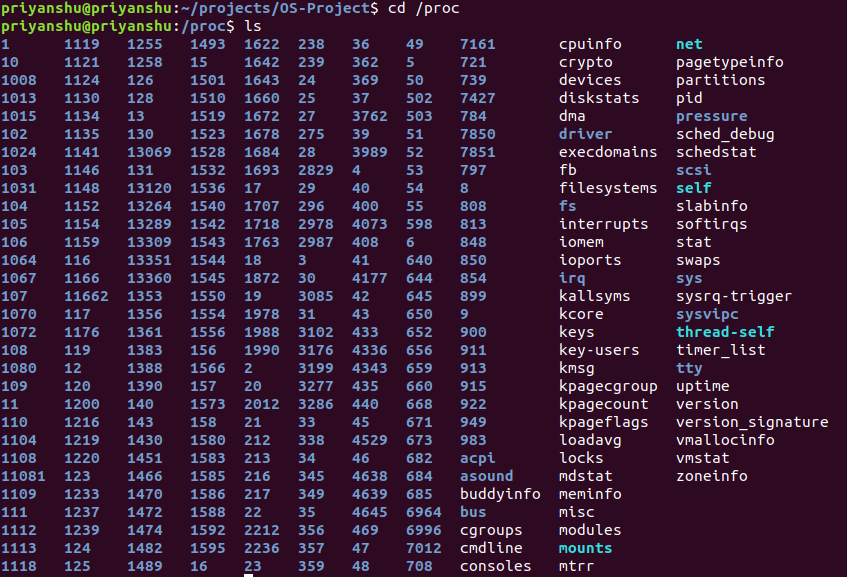 priyanshu@priyanshu:~/projects/OS-Project$ cd /proc
priyanshu@priyanshu:/proc$ ls
1 1119 1255 1493 1622 238 36 49 7161 cpuinfo net
10 1121 1258 15 1642 239 362 5 721 crypto pagetypeinfo
1008 1124 126 1501 1643 24 369 50 739 devices partitions
1013 1130 128 1510 1660 25 37 502 7427 diskstats pid
1015 1134 13 1519 1672 27 3762 503 784 dma pressure
102 1135 130 1523 1678 275 39 51 7850 driver sched_debug
1024 1141 13069 1528 1684 28 3989 52 7851 execdomains schedstat
103 1146 131 1532 1693 2829 4 53 797 fb scsi
1031 1148 13120 1536 17 29 40 54 8 filesystems self
104 1152 13264 1540 1707 296 400 55 808 fs slabinfo
105 1154 13289 1542 1718 2978 4073 598 813 interrupts softirqs
106 1159 13309 1543 1763 2987 408 6 848 iomem stat
1064 116 13351 1544 18 3 41 640 850 ioports swaps
1067 1166 13360 1545 1872 30 4177 644 854 irq sys
107 11662 1353 1550 19 3085 42 645 899 kallsyms sysrq-trigger
1070 117 1356 1554 1978 31 43 650 9 kcore sysvipc
1072 1176 1361 1556 1988 3102 433 652 900 keys thread-self
108 119 1383 156 1990 3176 4336 656 911 key-users timer_list
1080 12 1388 1566 2 3199 4343 659 913 kmsg tty
109 120 1390 157 20 3277 435 660 915 kpagecgroup uptime
11 1200 140 1573 2012 3286 440 668 922 kpagecount version
110 1216 143 158 21 33 45 671 949 kpageflags version_signature
1104 1219 1430 1580 212 338 4529 673 983 loadavg vmallocinfo
1108 1220 1451 1583 213 34 46 682 acpi locks vmstat
11081 123 1466 1585 216 345 4638 684 asound mdstat zoneinfo
1109 1233 1470 1586 217 349 4639 685 buddyinfo meminfo
111 1237 1472 1588 22 35 4645 6964 bus misc
1112 1239 1474 1592 2212 356 469 6996 cgroups modules
1113 124 1482 1595 2236 357 47 7012 cmdline mounts
1118 125 1489 16 23 359 48 708 consoles mtrr